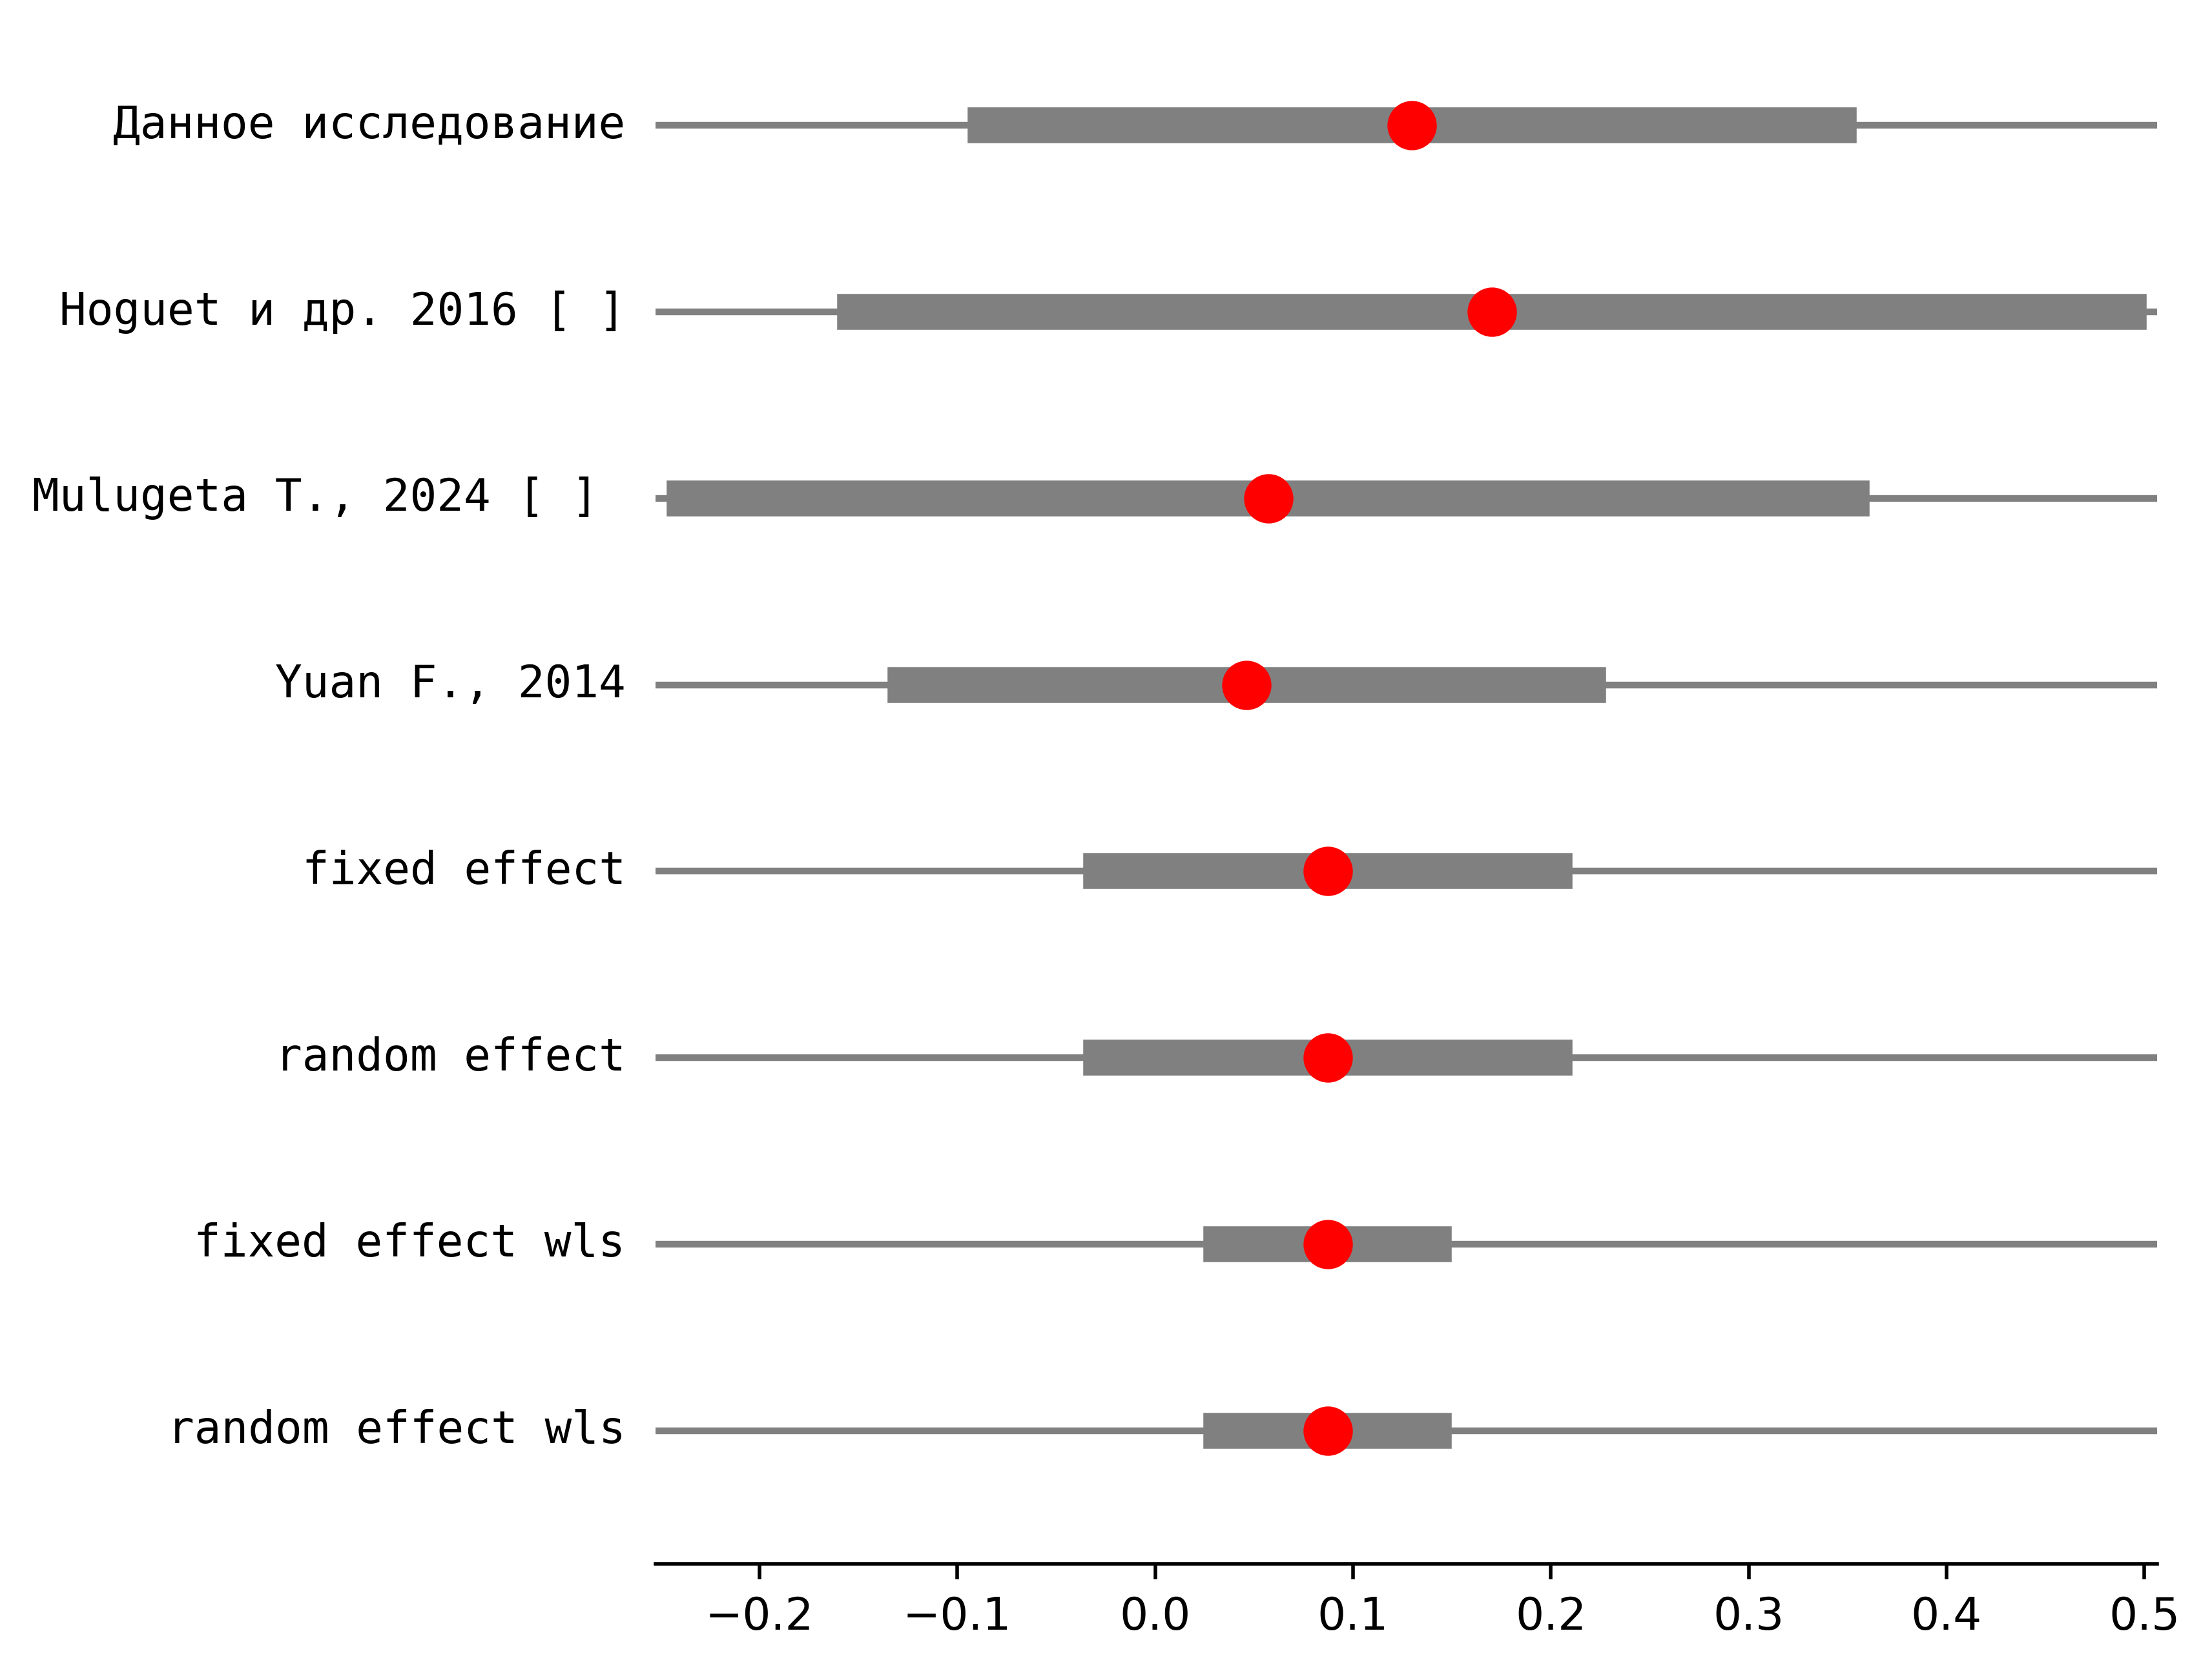 Данное исследование
Hoguet и др. 2016 [ ]
Mulugeta T., 2024 [ ]
Yuan F., 2014
fixed effect
random effect
fixed effect wls
random effect wls
−0.2 −0.1 0.0 0.1 0.2 0.3 0.4 0.5